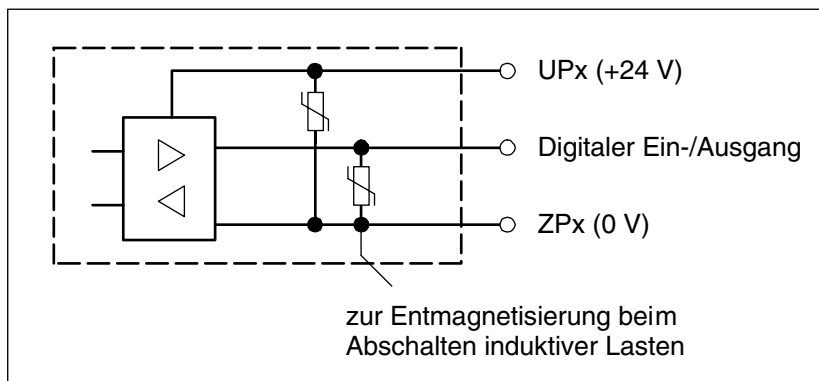 UPx (+24 V)
Digitaler Ein-/Ausgang
ZPx (0 V)
zur Entmagnetisierung beim
Abschalten induktiver Lasten